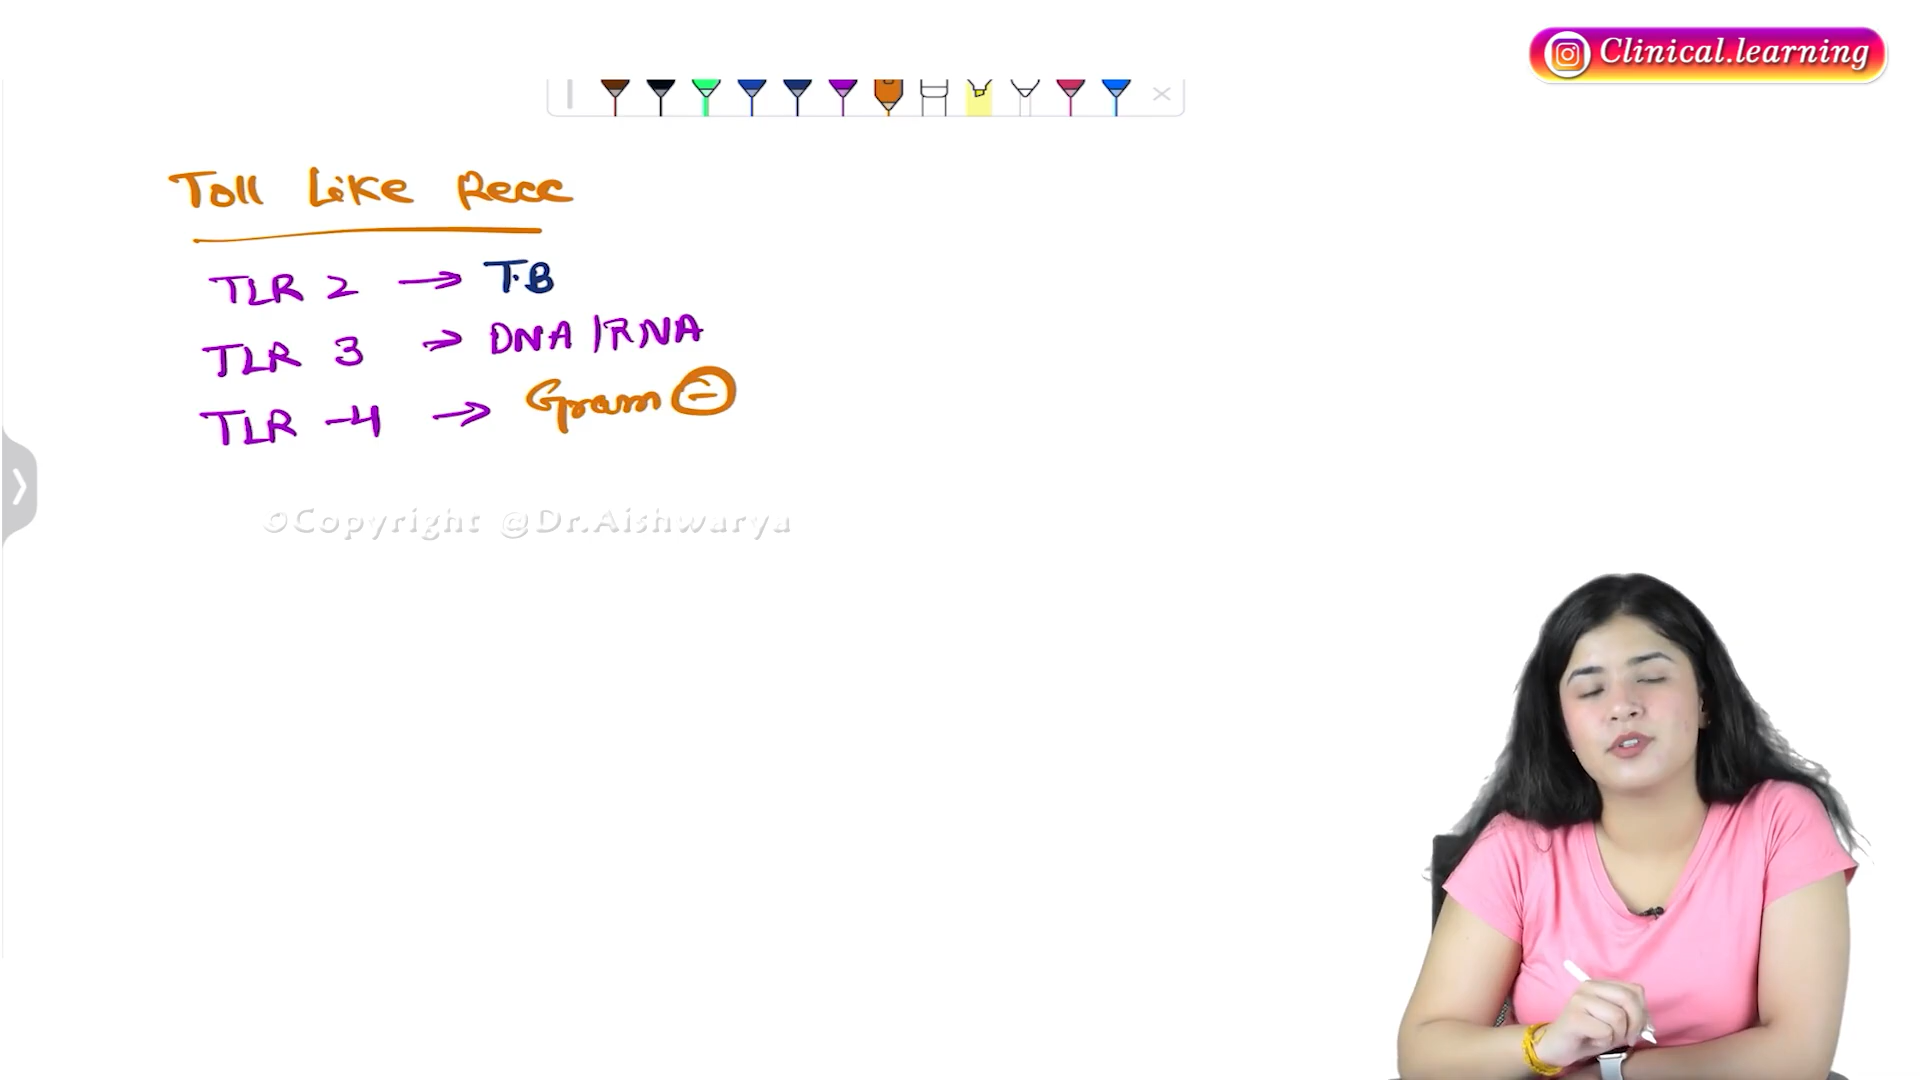 Clinical.learning
Toll Like Recc
TLR 2 → T.B
TLR 3 → DNA/RNA
TLR -4 → Gram ⊖
©Copyright @Dr.Aishwarya